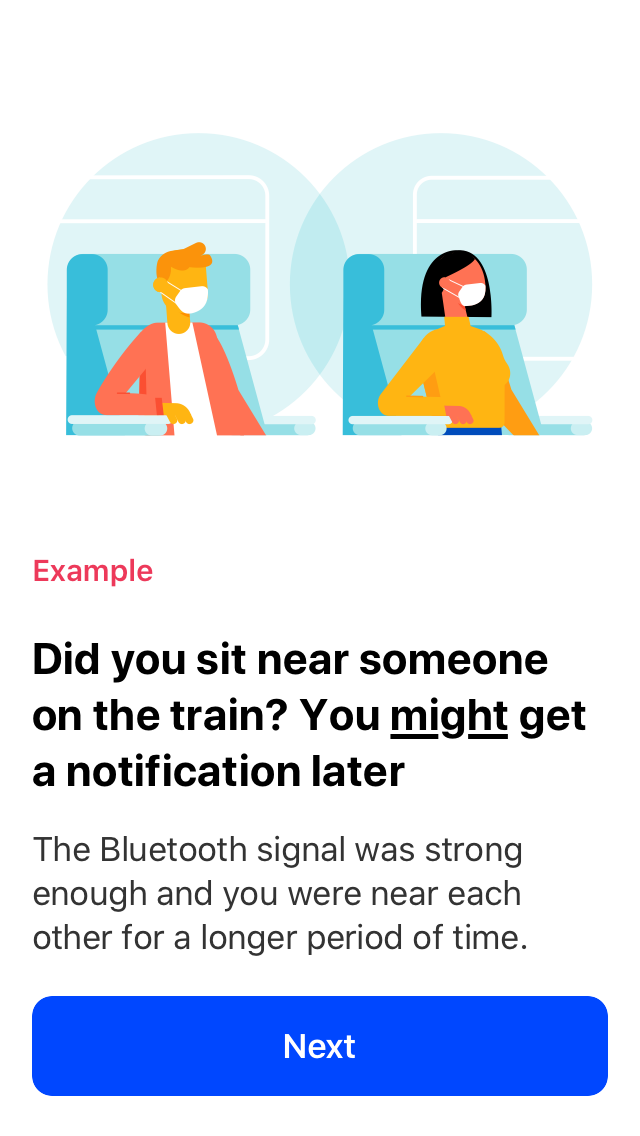 Example
Did you sit near someone
on the train? You might get
a notification later
The Bluetooth signal was strong
enough and you were near each
other for a longer period of time.
Next